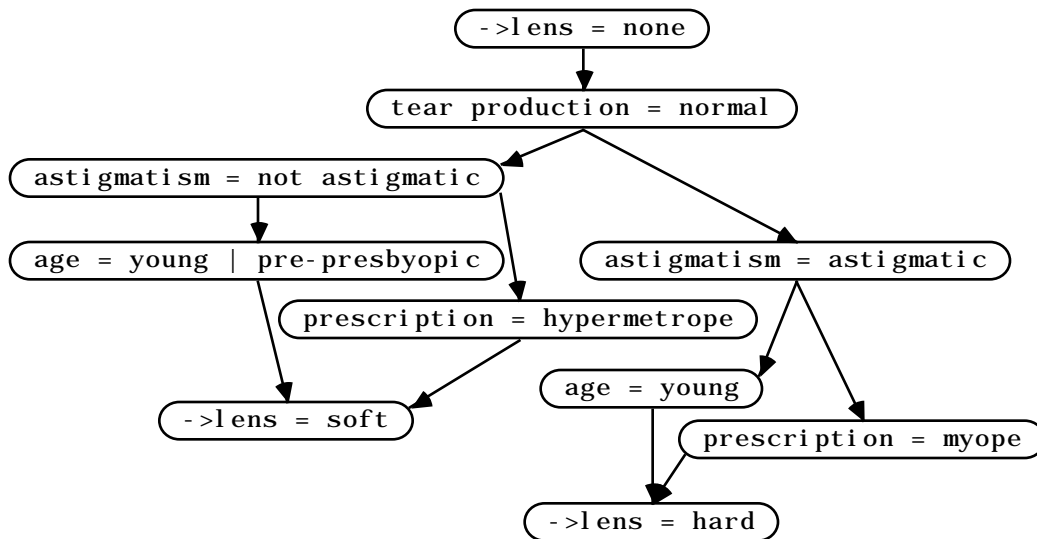 ->lens = none
tear production = normal
astigmatism = not astigmatic
age = young | pre-presbyopic
astigmatism = astigmatic
prescription = hypermetrope
age = young
->lens = soft
prescription = myope
->lens = hard